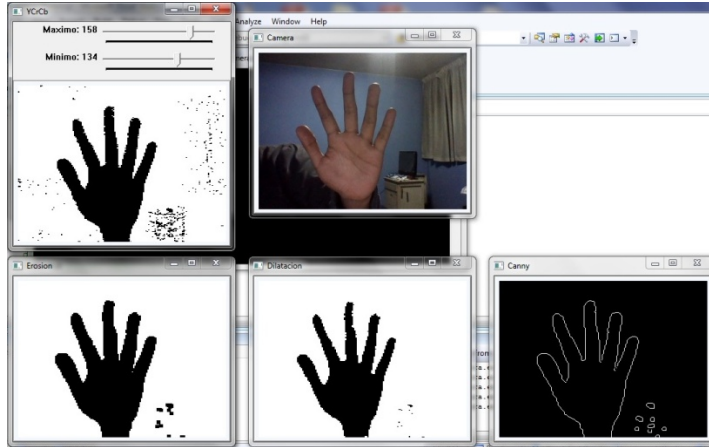 YCrCb
Analyze Window Help
Maximo: 158
Camera
Minimo: 134
Erosion
Dilatacion
Canny